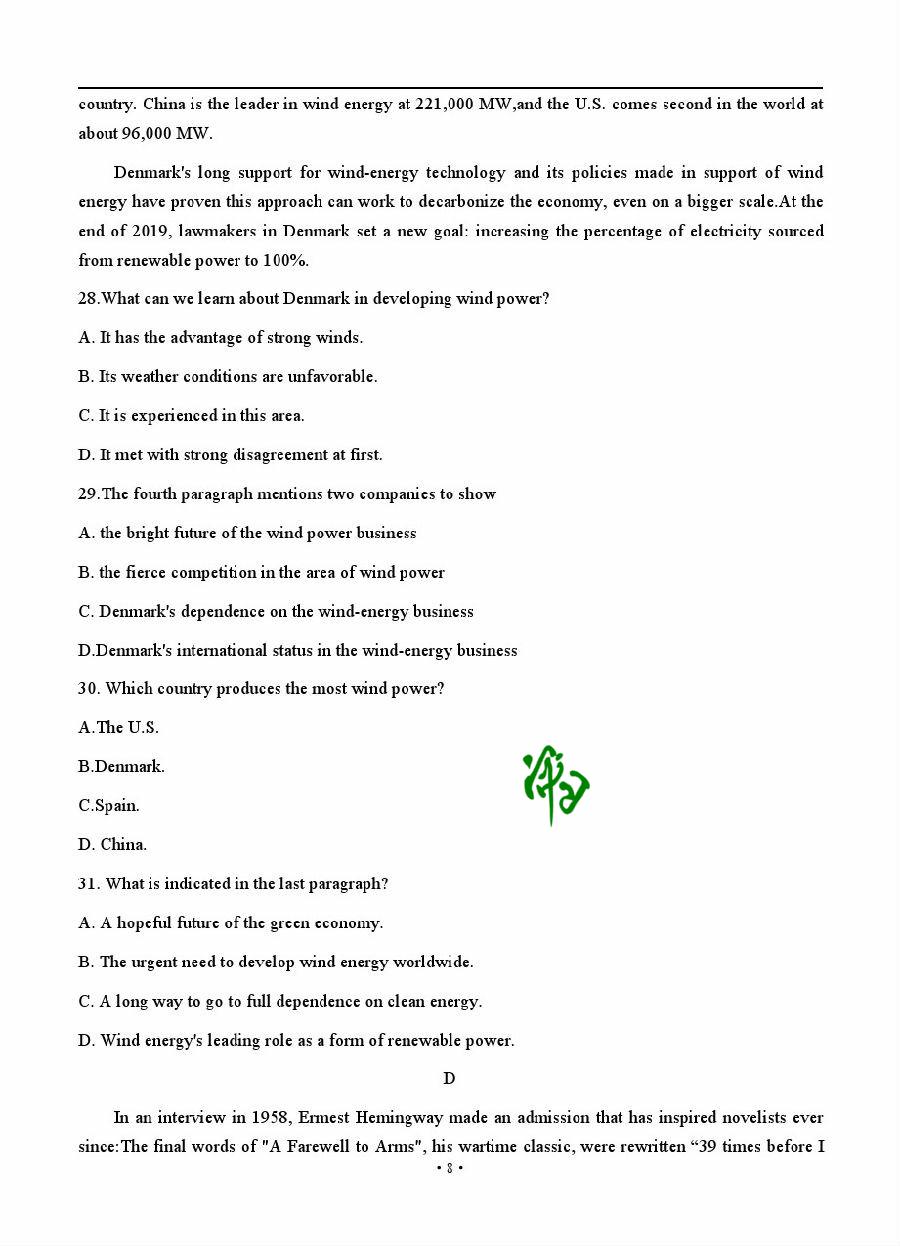 country. China is the leader in wind energy at 221,000 MW,and the U.S. comes second in the world at
about 96,000 MW.
Denmark's long support for wind-energy technology and its policies made in support of wind
energy have proven this approach can work to decarbonize the economy, even on a bigger scale.At the
end of 2019, lawmakers in Denmark set a new goal: increasing the percentage of electricity sourced
from renewable power to 100%.
28.What can we learn about Denmark in developing wind power?
A. It has the advantage of strong winds.
B. Its weather conditions are unfavorable.
C. It is experienced in this area.
D. It met with strong disagreement at first.
29.The fourth paragraph mentions two companies to show
A. the bright future of the wind power business
B. the fierce competition in the area of wind power
C. Denmark's dependence on the wind-energy business
D.Denmark's international status in the wind-energy business
30. Which country produces the most wind power?
A.The U.S.
B.Denmark.
C.Spain.
D. China.
31. What is indicated in the last paragraph?
A. A hopeful future of the green economy.
B. The urgent need to develop wind energy worldwide.
C. A long way to go to full dependence on clean energy.
D. Wind energy's leading role as a form of renewable power.
D
In an interview in 1958, Ermest Hemingway made an admission that has inspired novelists ever
since:The final words of "A Farewell to Arms", his wartime classic, were rewritten “39 times before I
• 8 •